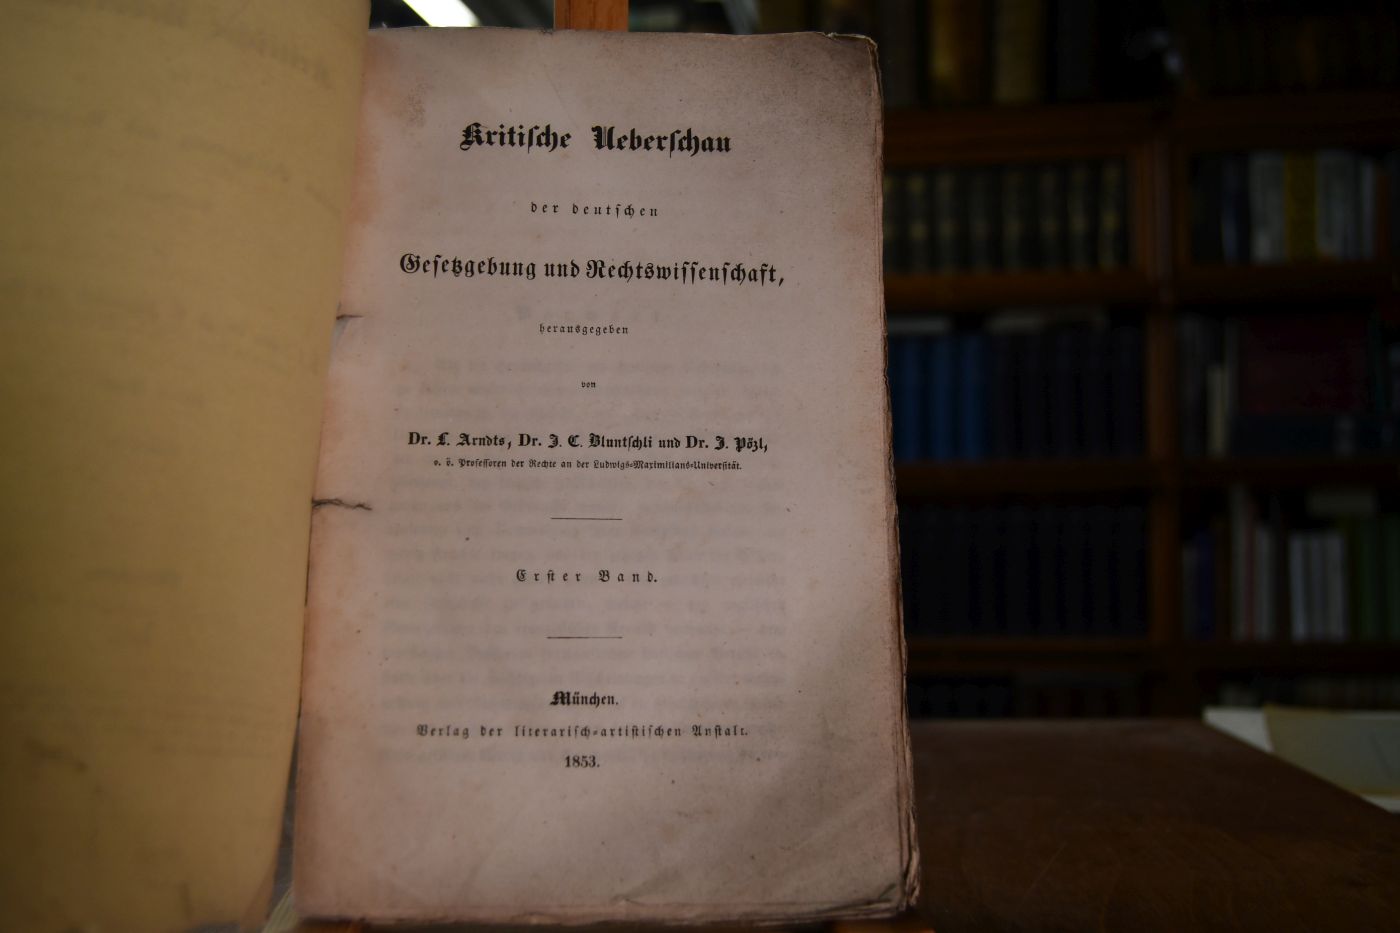 Kritiſche Ueberſchau
der deutſchen
Geſetzgebung und Rechtswiſſenſchaft,
herausgegeben
von
Dr. L. Arndts, Dr. J. C. Bluntſchli und Dr. J. Pözl,
o. ö. Profeſſoren der Rechte an der Ludwigs-Maximilians-Univerſität.
Erſter Band.
München.
Verlag der literariſch-artiſtiſchen Anſtalt.
1853.